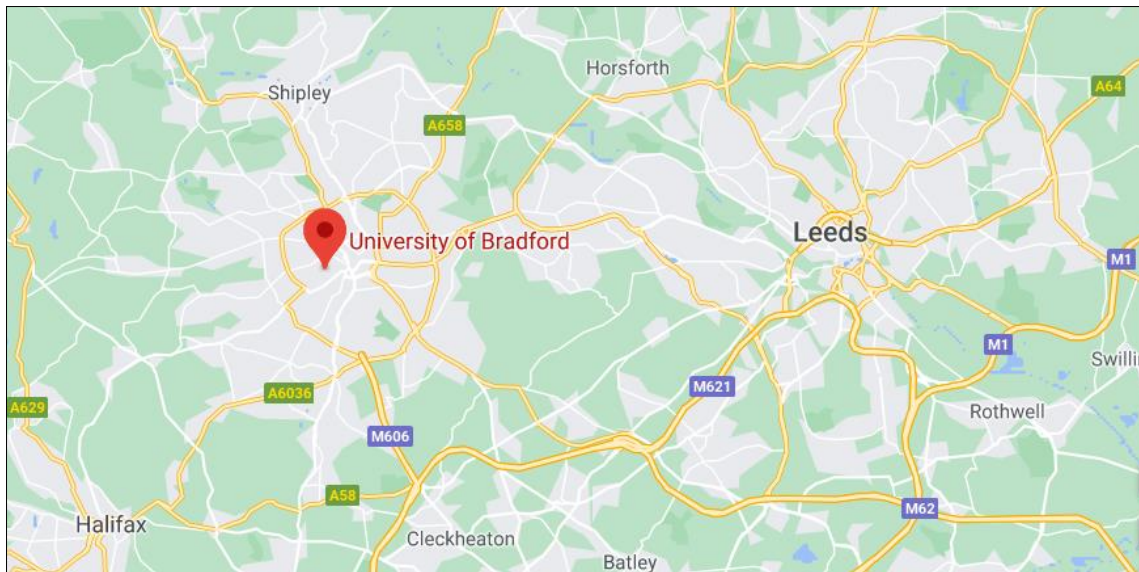 Horsforth
Shipley
A64
A658
University of Bradford
Leeds
M1
M1
Swillin
M621
A6036
A629
Rothwell
M606
A58
M62
Halifax
Cleckheaton
Batley